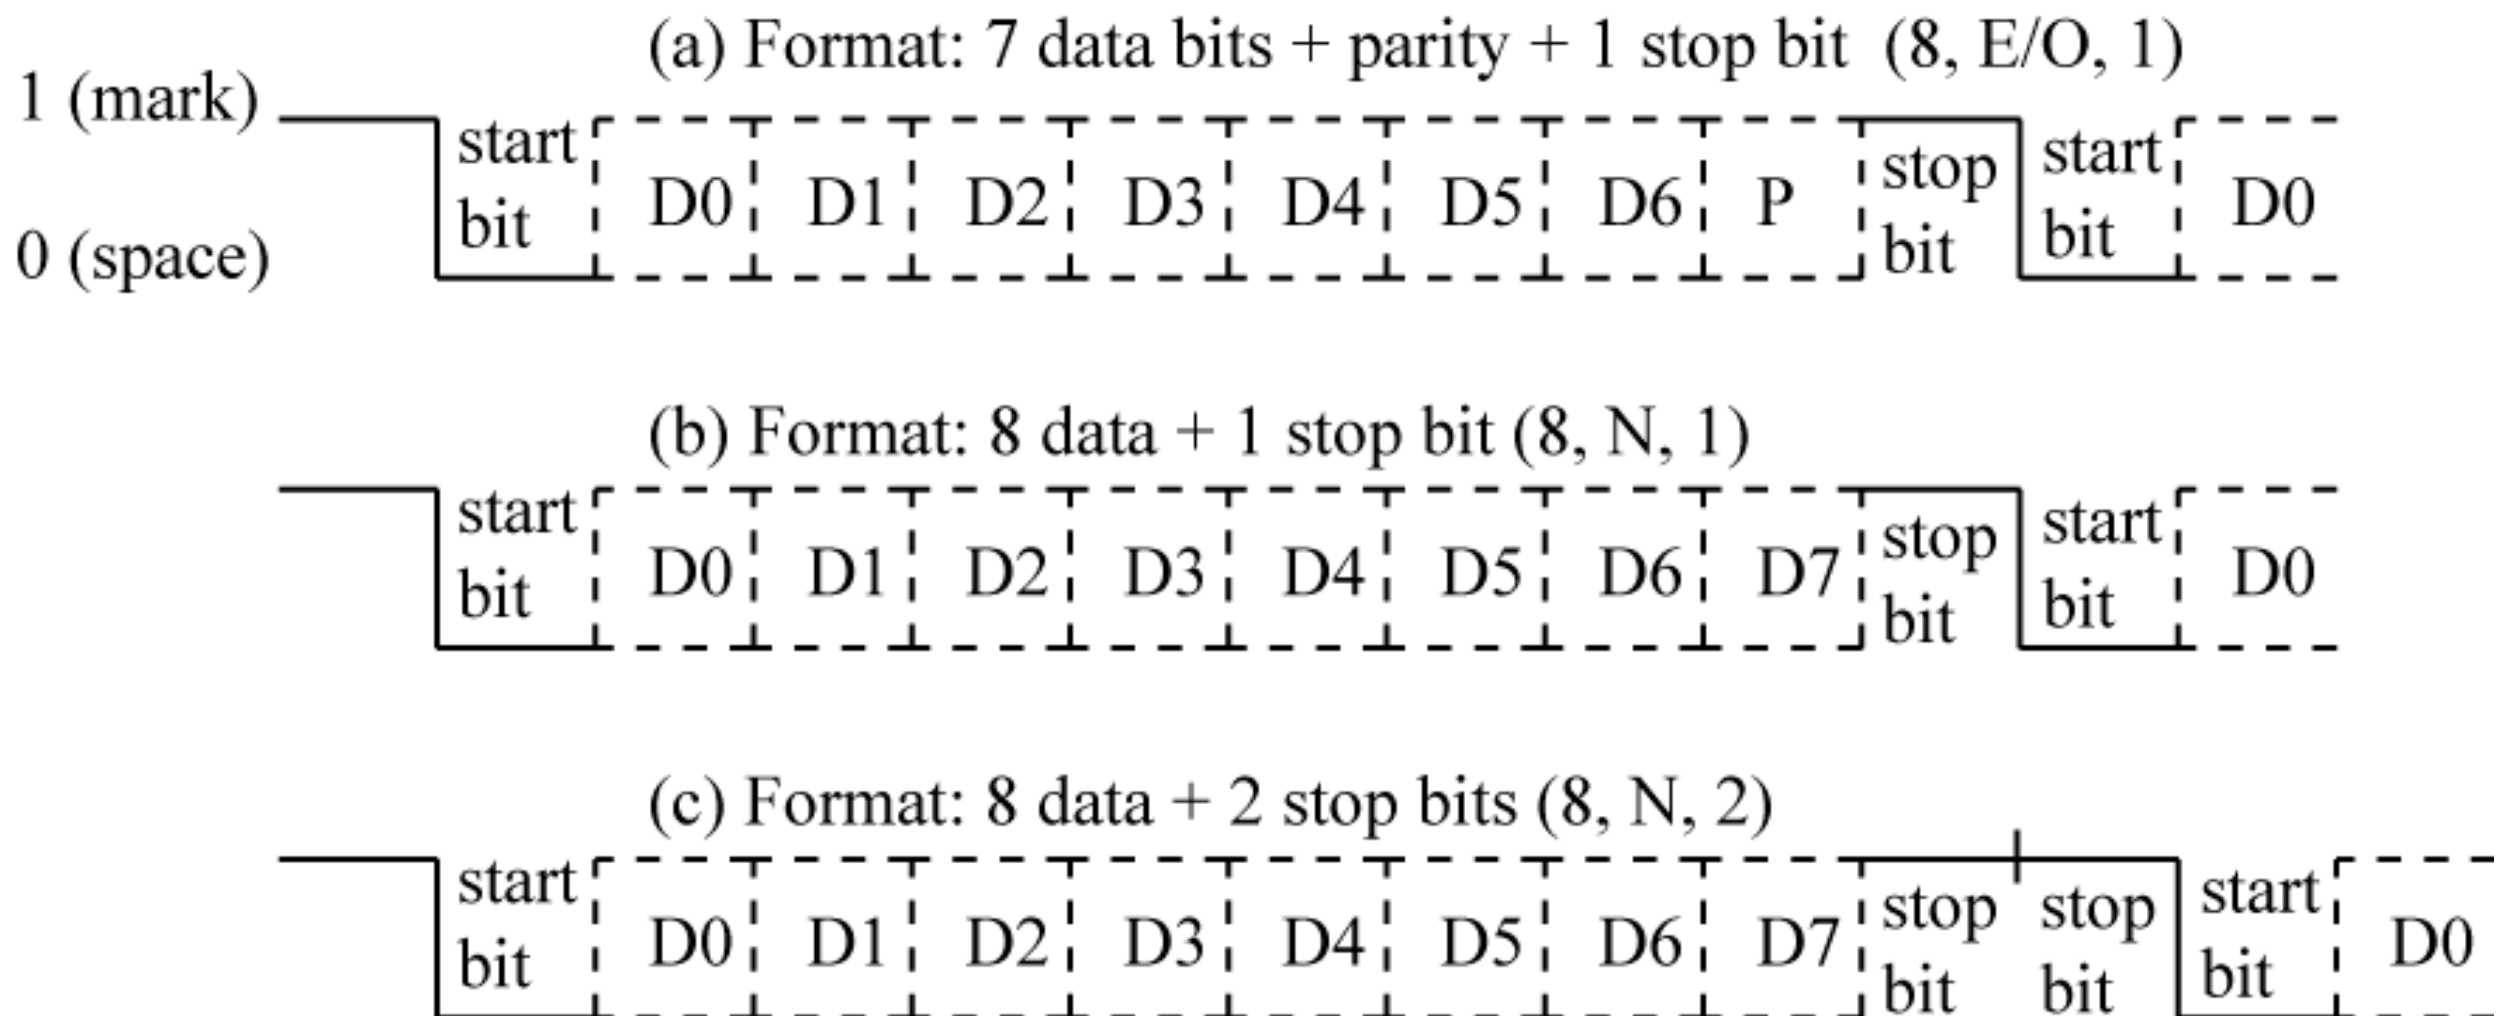 (a) Format: 7 data bits + parity + 1 stop bit (8, E/O, 1)
1 (mark)
0 (space)
start bit D0 D1 D2 D3 D4 D5 D6 P stop bit start bit D0
(b) Format: 8 data + 1 stop bit (8, N, 1)
start bit D0 D1 D2 D3 D4 D5 D6 D7 stop bit start bit D0
(c) Format: 8 data + 2 stop bits (8, N, 2)
start bit D0 D1 D2 D3 D4 D5 D6 D7 stop bit stop bit start bit D0